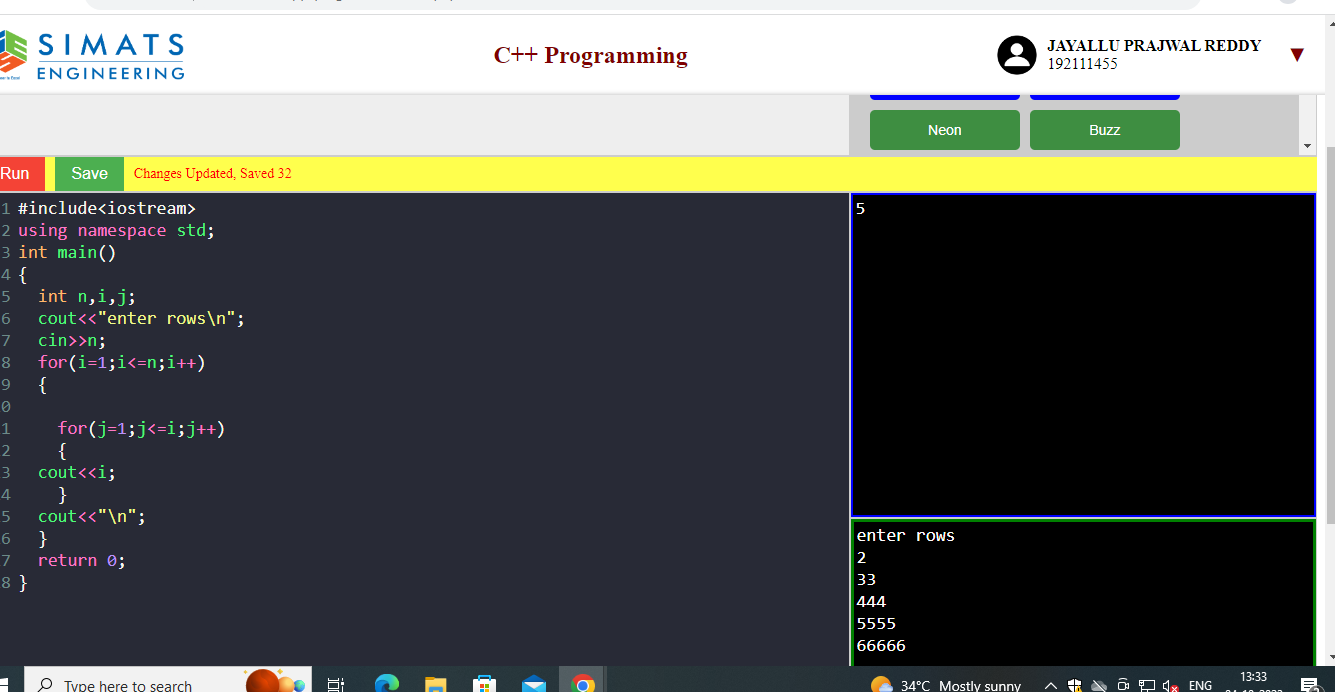 SIMATS
ENGINEERING
C++ Programming
JAYALLU PRAJWAL REDDY
192111455
▼
Neon
Buzz
Run
Save
Changes Updated, Saved 32
1 #include<iostream>
2 using namespace std;
3 int main()
4 {
5 int n,i,j;
6 cout<<"enter rows\n";
7 cin>>n;
8 for(i=1;i<=n;i++)
9 {
0
1 for(j=1;j<=i;j++)
2 {
3 cout<<i;
4 }
5 cout<<"\n";
6 }
7 return 0;
8 }
5
enter rows
2
33
444
5555
66666
Type here to search
34°C Mostly sunny
ENG
13:33